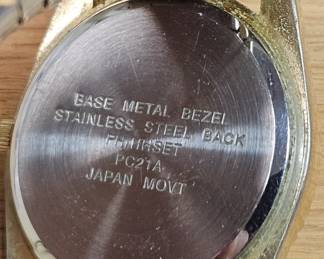 BASE METAL BEZEL
STAINLESS STEEL BACK
PC21A
JAPAN MOVT